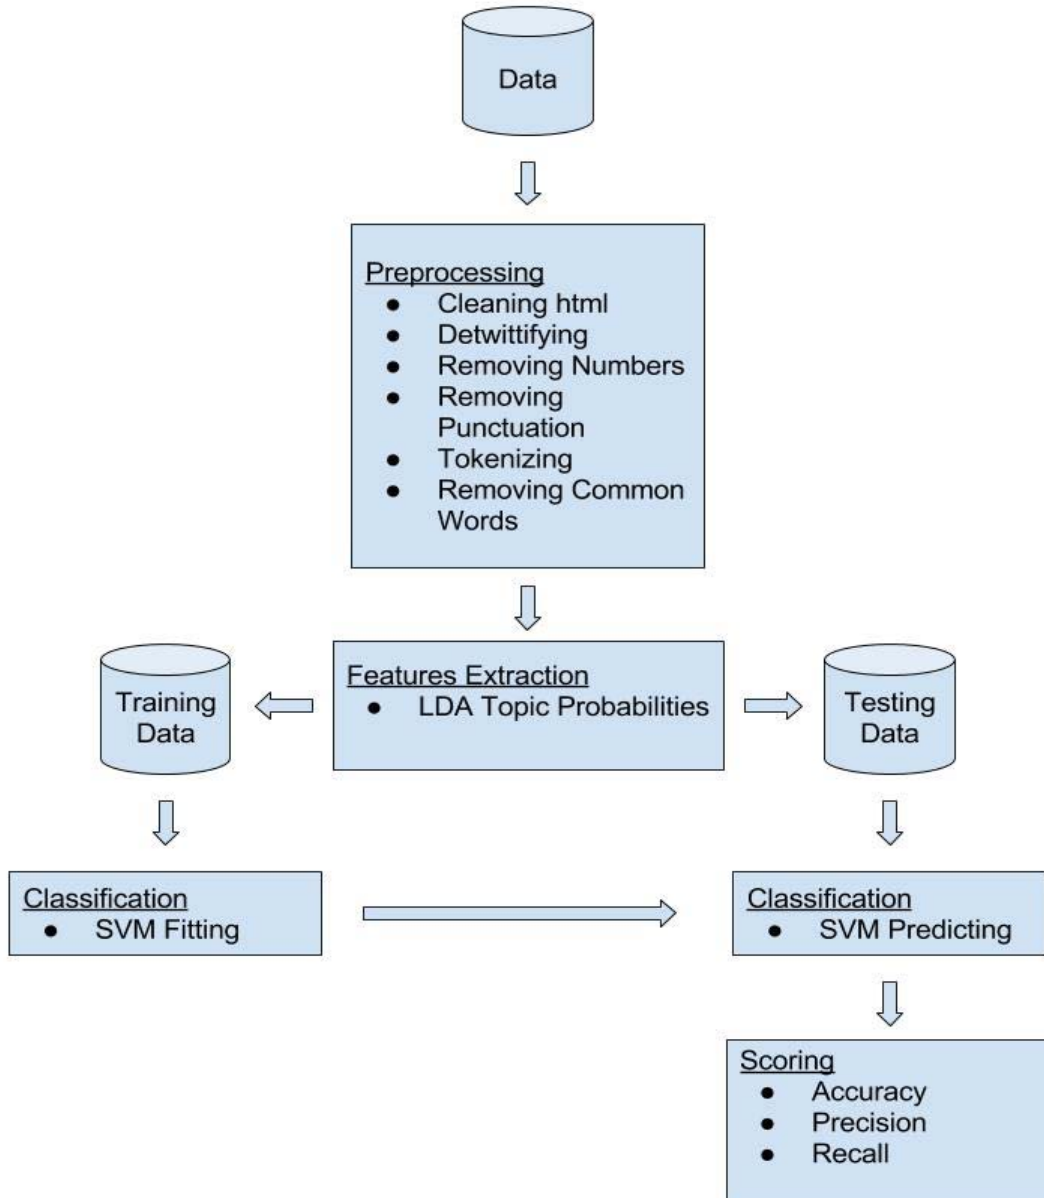 Data
Preprocessing
● Cleaning html
● Detwittifying
● Removing Numbers
● Removing
Punctuation
● Tokenizing
● Removing Common
Words
Features Extraction
● LDA Topic Probabilities
Training
Data
Testing
Data
Classification
● SVM Fitting
Classification
● SVM Predicting
Scoring
● Accuracy
● Precision
● Recall